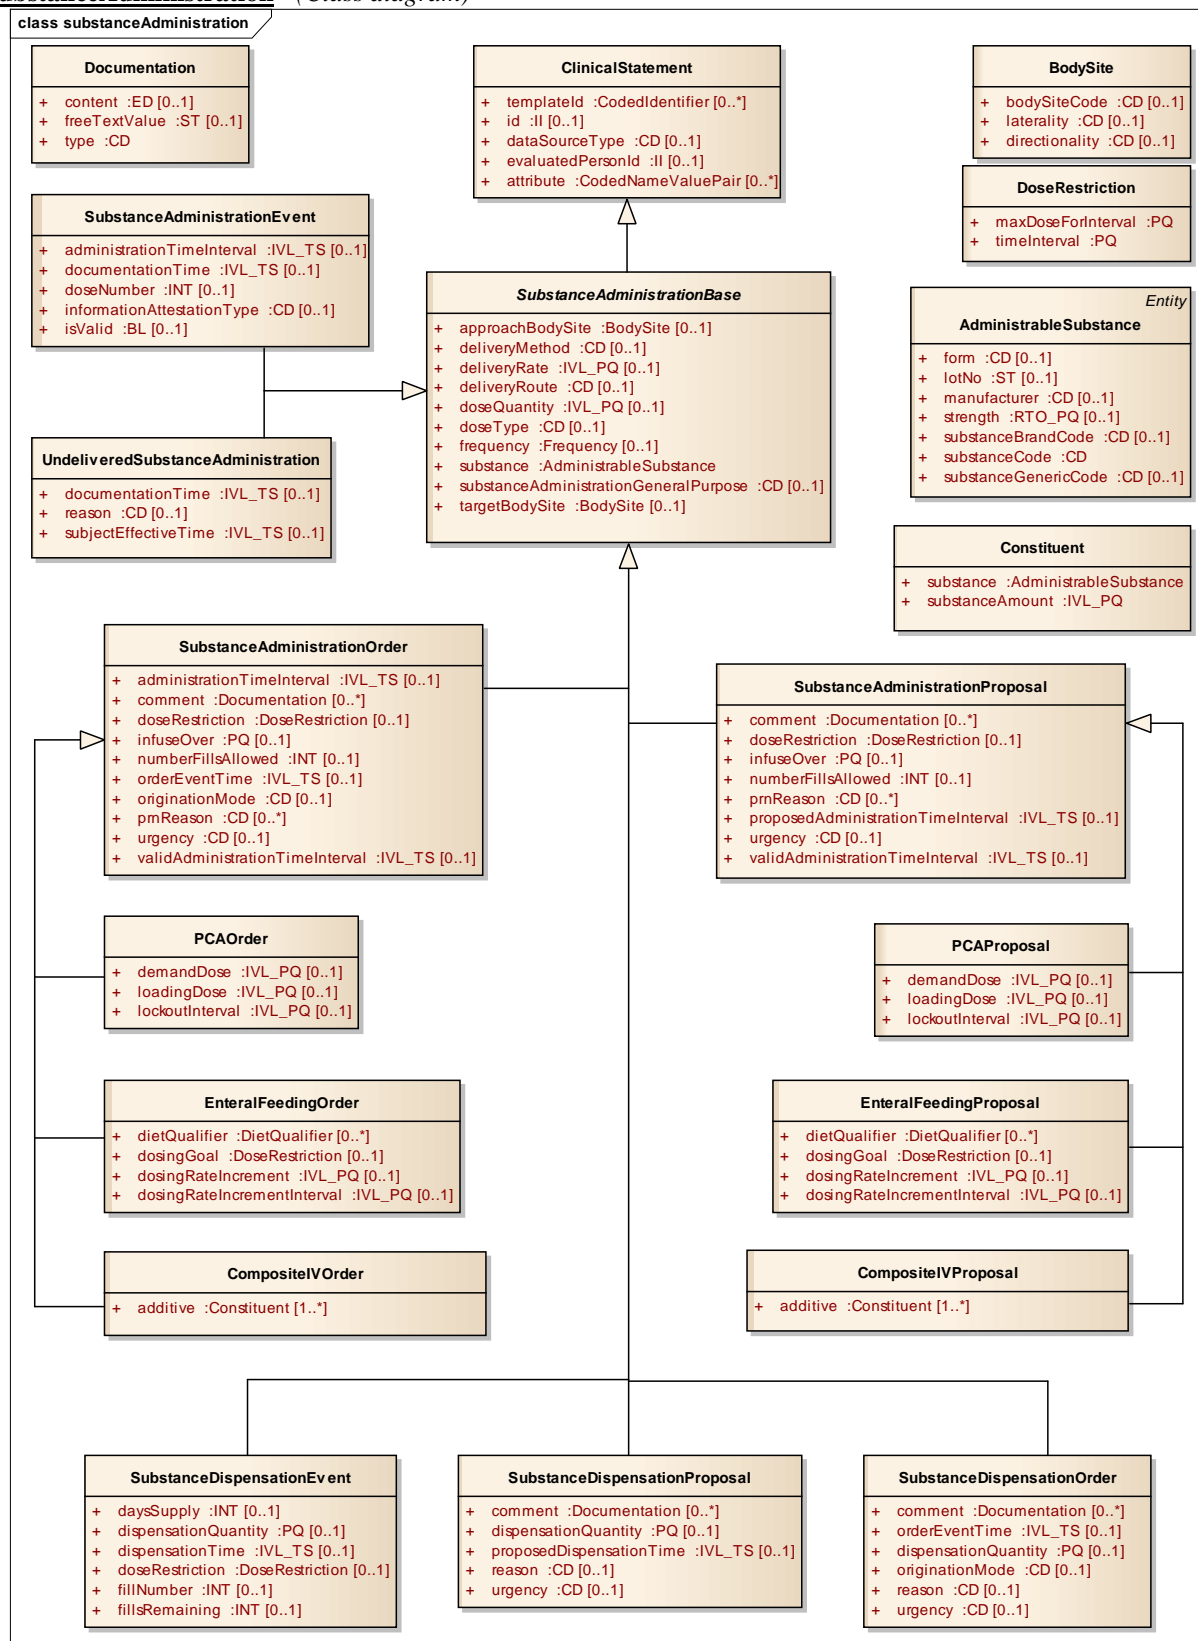 (Class diagram)
class substanceAdministration
Documentation
+ content :ED [0..1]
+ freeTextValue :ST [0..1]
+ type :CD
ClinicalStatement
+ templateId :CodedIdentifier [0..*]
+ id :II [0..1]
+ dataSourceType :CD [0..1]
+ evaluatedPersonId :II [0..1]
+ attribute :CodedNameValuePair [0..*]
BodySite
+ bodySiteCode :CD [0..1]
+ laterality :CD [0..1]
+ directionality :CD [0..1]
DoseRestriction
+ maxDoseForInterval :PQ
+ timeInterval :PQ
SubstanceAdministrationEvent
+ administrationTimeInterval :IVL_TS [0..1]
+ documentationTime :IVL_TS [0..1]
+ doseNumber :INT [0..1]
+ informationAttestationType :CD [0..1]
+ isValid :BL [0..1]
SubstanceAdministrationBase
+ approachBodySite :BodySite [0..1]
+ deliveryMethod :CD [0..1]
+ deliveryRate :IVL_PQ [0..1]
+ deliveryRoute :CD [0..1]
+ doseQuantity :IVL_PQ [0..1]
+ doseType :CD [0..1]
+ frequency :Frequency [0..1]
+ substance :AdministrableSubstance
+ substanceAdministrationGeneralPurpose :CD [0..1]
+ targetBodySite :BodySite [0..1]
Entity
AdministrableSubstance
+ form :CD [0..1]
+ lotNo :ST [0..1]
+ manufacturer :CD [0..1]
+ strength :RTO_PQ [0..1]
+ substanceBrandCode :CD [0..1]
+ substanceCode :CD
+ substanceGenericCode :CD [0..1]
UndeliveredSubstanceAdministration
+ documentationTime :IVL_TS [0..1]
+ reason :CD [0..1]
+ subjectEffectiveTime :IVL_TS [0..1]
Constituent
+ substance :AdministrableSubstance
+ substanceAmount :IVL_PQ
SubstanceAdministrationOrder
+ administrationTimeInterval :IVL_TS [0..1]
+ comment :Documentation [0..*]
+ doseRestriction :DoseRestriction [0..1]
+ infuseOver :PQ [0..1]
+ numberFillsAllowed :INT [0..1]
+ orderEventTime :IVL_TS [0..1]
+ originationMode :CD [0..1]
+ prnReason :CD [0..*]
+ urgency :CD [0..1]
+ validAdministrationTimeInterval :IVL_TS [0..1]
SubstanceAdministrationProposal
+ comment :Documentation [0..*]
+ doseRestriction :DoseRestriction [0..1]
+ infuseOver :PQ [0..1]
+ numberFillsAllowed :INT [0..1]
+ prnReason :CD [0..*]
+ proposedAdministrationTimeInterval :IVL_TS [0..1]
+ urgency :CD [0..1]
+ validAdministrationTimeInterval :IVL_TS [0..1]
PCAOrder
+ demandDose :IVL_PQ [0..1]
+ loadingDose :IVL_PQ [0..1]
+ lockoutInterval :IVL_PQ [0..1]
PCAProposal
+ demandDose :IVL_PQ [0..1]
+ loadingDose :IVL_PQ [0..1]
+ lockoutInterval :IVL_PQ [0..1]
EnteralFeedingOrder
+ dietQualifier :DietQualifier [0..*]
+ dosingGoal :DoseRestriction [0..1]
+ dosingRateIncrement :IVL_PQ [0..1]
+ dosingRateIncrementInterval :IVL_PQ [0..1]
EnteralFeedingProposal
+ dietQualifier :DietQualifier [0..*]
+ dosingGoal :DoseRestriction [0..1]
+ dosingRateIncrement :IVL_PQ [0..1]
+ dosingRateIncrementInterval :IVL_PQ [0..1]
CompositeIVOrder
+ additive :Constituent [1..*]
CompositeIVProposal
+ additive :Constituent [1..*]
SubstanceDispensationEvent
+ daysSupply :INT [0..1]
+ dispensationQuantity :PQ [0..1]
+ dispensationTime :IVL_TS [0..1]
+ doseRestriction :DoseRestriction [0..1]
+ fillNumber :INT [0..1]
+ fillsRemaining :INT [0..1]
SubstanceDispensationProposal
+ comment :Documentation [0..*]
+ dispensationQuantity :PQ [0..1]
+ proposedDispensationTime :IVL_TS [0..1]
+ reason :CD [0..1]
+ urgency :CD [0..1]
SubstanceDispensationOrder
+ comment :Documentation [0..*]
+ orderEventTime :IVL_TS [0..1]
+ dispensationQuantity :PQ [0..1]
+ originationMode :CD [0..1]
+ reason :CD [0..1]
+ urgency :CD [0..1]